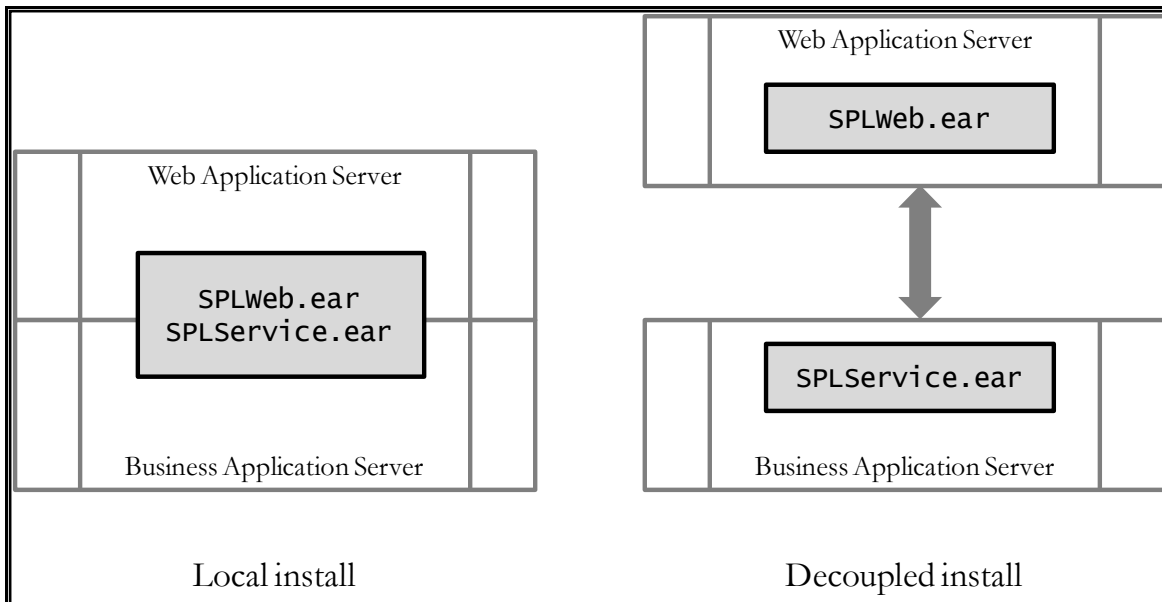 Web Application Server
SPLWeb.ear
SPLService.ear
Business Application Server
Local install
Web Application Server
SPLWeb.ear
SPLService.ear
Business Application Server
Decoupled install